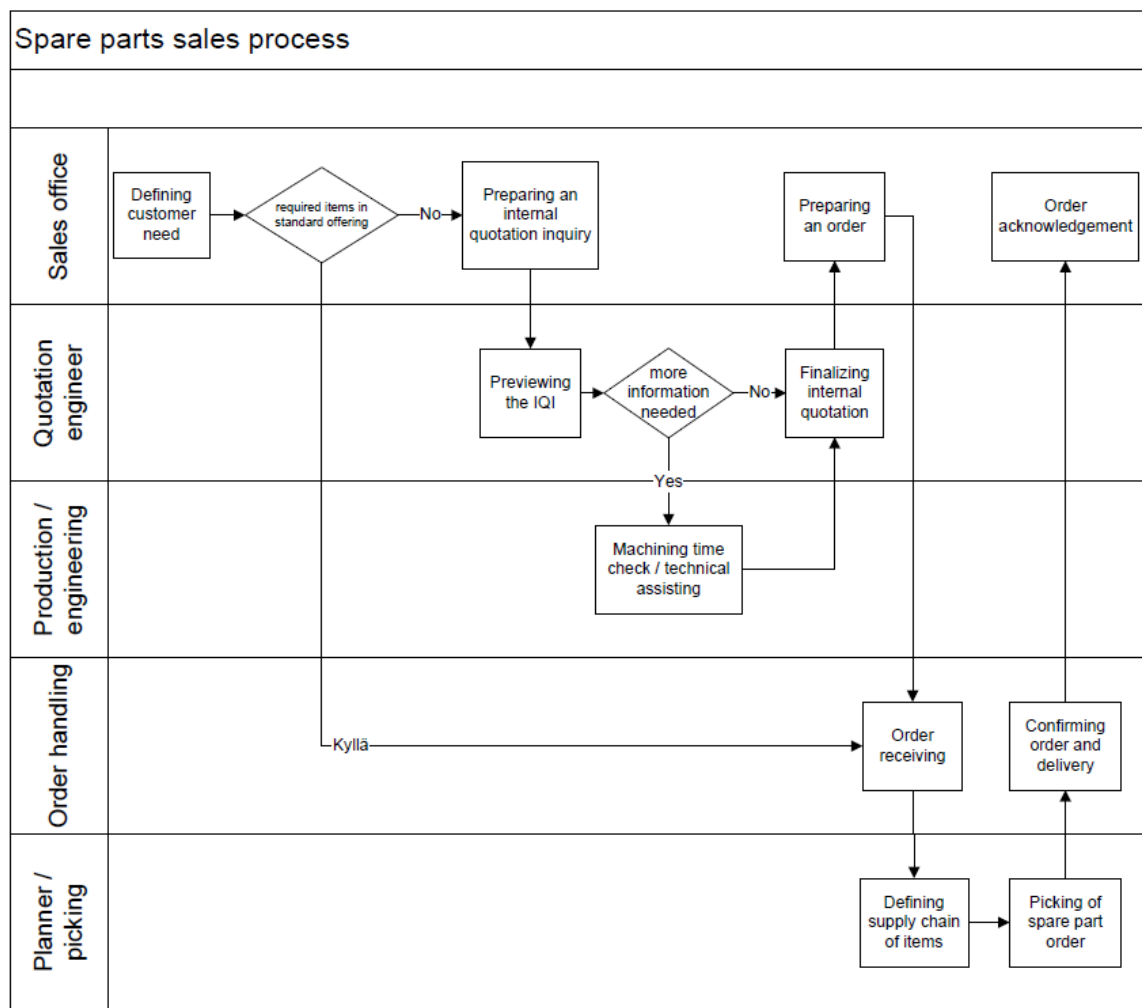 Spare parts sales process
Sales office
Defining
customer
need
required items in
standard offering
No
Preparing an
internal
quotation inquiry
Preparing
an order
Order
acknowledgement
Quotation
engineer
Previewing
the IQI
more
information
needed
No
Finalizing
internal
quotation
Yes
Production /
engineering
Machining time
check / technical
assisting
Order handling
Kyllä
Order
receiving
Confirming
order and
delivery
Planner /
picking
Defining
supply chain
of items
Picking of
spare part
order